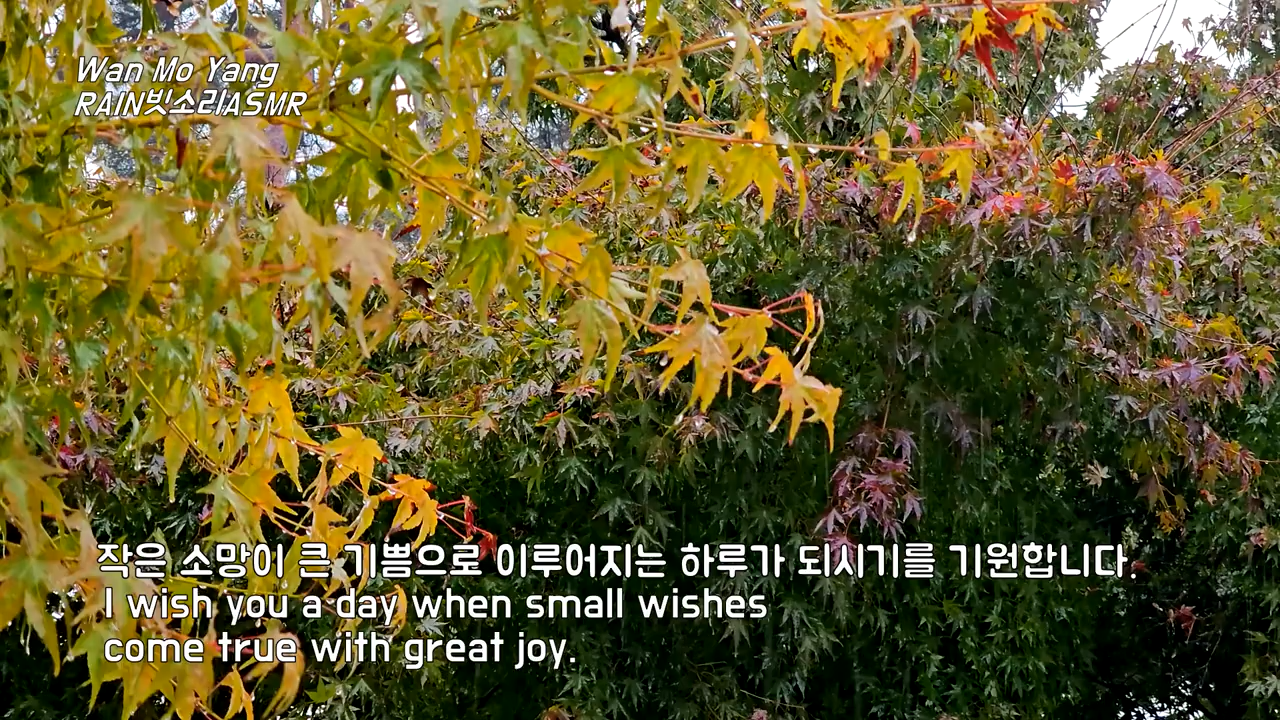 Wan Mo Yang
RAIN빗소리ASMR
작은 소망이 큰 기쁨으로 이루어지는 하루가 되시기를 기원합니다.
I wish you a day when small wishes
come true with great joy.